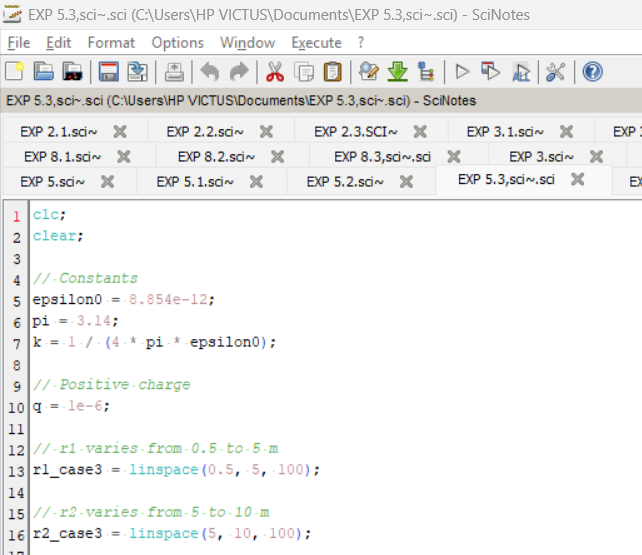 EXP 5.3,sci~.sci (C:\Users\HP VICTUS\Documents\EXP 5.3,sci~.sci) - SciNotes
File Edit Format Options Window Execute ?
EXP 5.3,sci~.sci (C:\Users\HP VICTUS\Documents\EXP 5.3,sci~.sci) - SciNotes
EXP 2.1.sci~ EXP 2.2.sci~ EXP 2.3.SCI~ EXP 3.1.sci~ EXP
EXP 8.1.sci~ EXP 8.2.sci~ EXP 8.3,sci~.sci EXP 3.sci~
EXP 5.sci~ EXP 5.1.sci~ EXP 5.2.sci~ EXP 5.3,sci~.sci
1 clc;
2 clear;
3
4 // Constants
5 epsilon0 = 8.854e-12;
6 pi = 3.14;
7 k = 1 / (4 * pi * epsilon0);
8
9 // Positive charge
10 q = 1e-6;
11
12 // r1 varies from 0.5 to 5 m
13 r1_case3 = linspace(0.5, 5, 100);
14
15 // r2 varies from 5 to 10 m
16 r2_case3 = linspace(5, 10, 100);